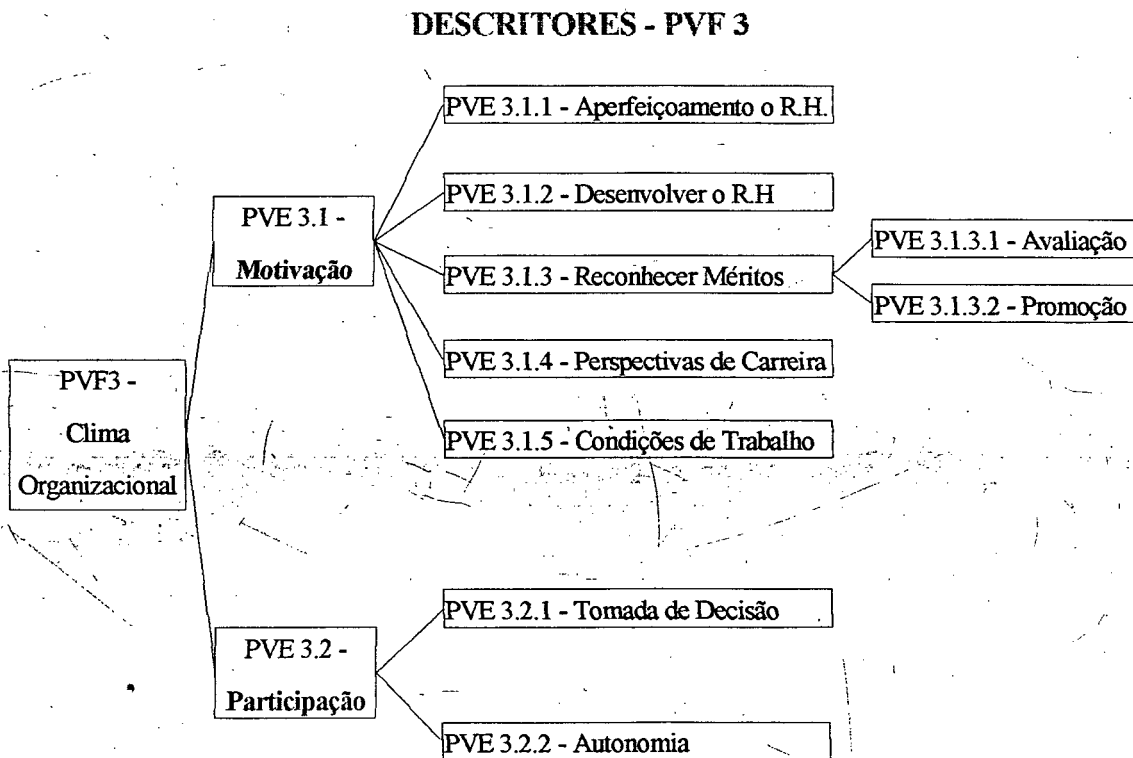 DESCRITORES - PVF 3
PVF3 -
Clima
Organizacional
PVE 3.1 -
Motivação
PVE 3.1.1 - Aperfeiçoamento o R.H.
PVE 3.1.2 - Desenvolver o R.H
PVE 3.1.3 - Reconhecer Méritos
PVE 3.1.3.1 - Avaliação
PVE 3.1.3.2 - Promoção
PVE 3.1.4 - Perspectivas de Carreira
PVE 3.1.5 - Condições de Trabalho
PVE 3.2 -
Participação
PVE 3.2.1 - Tomada de Decisão
PVE 3.2.2 - Autonomia